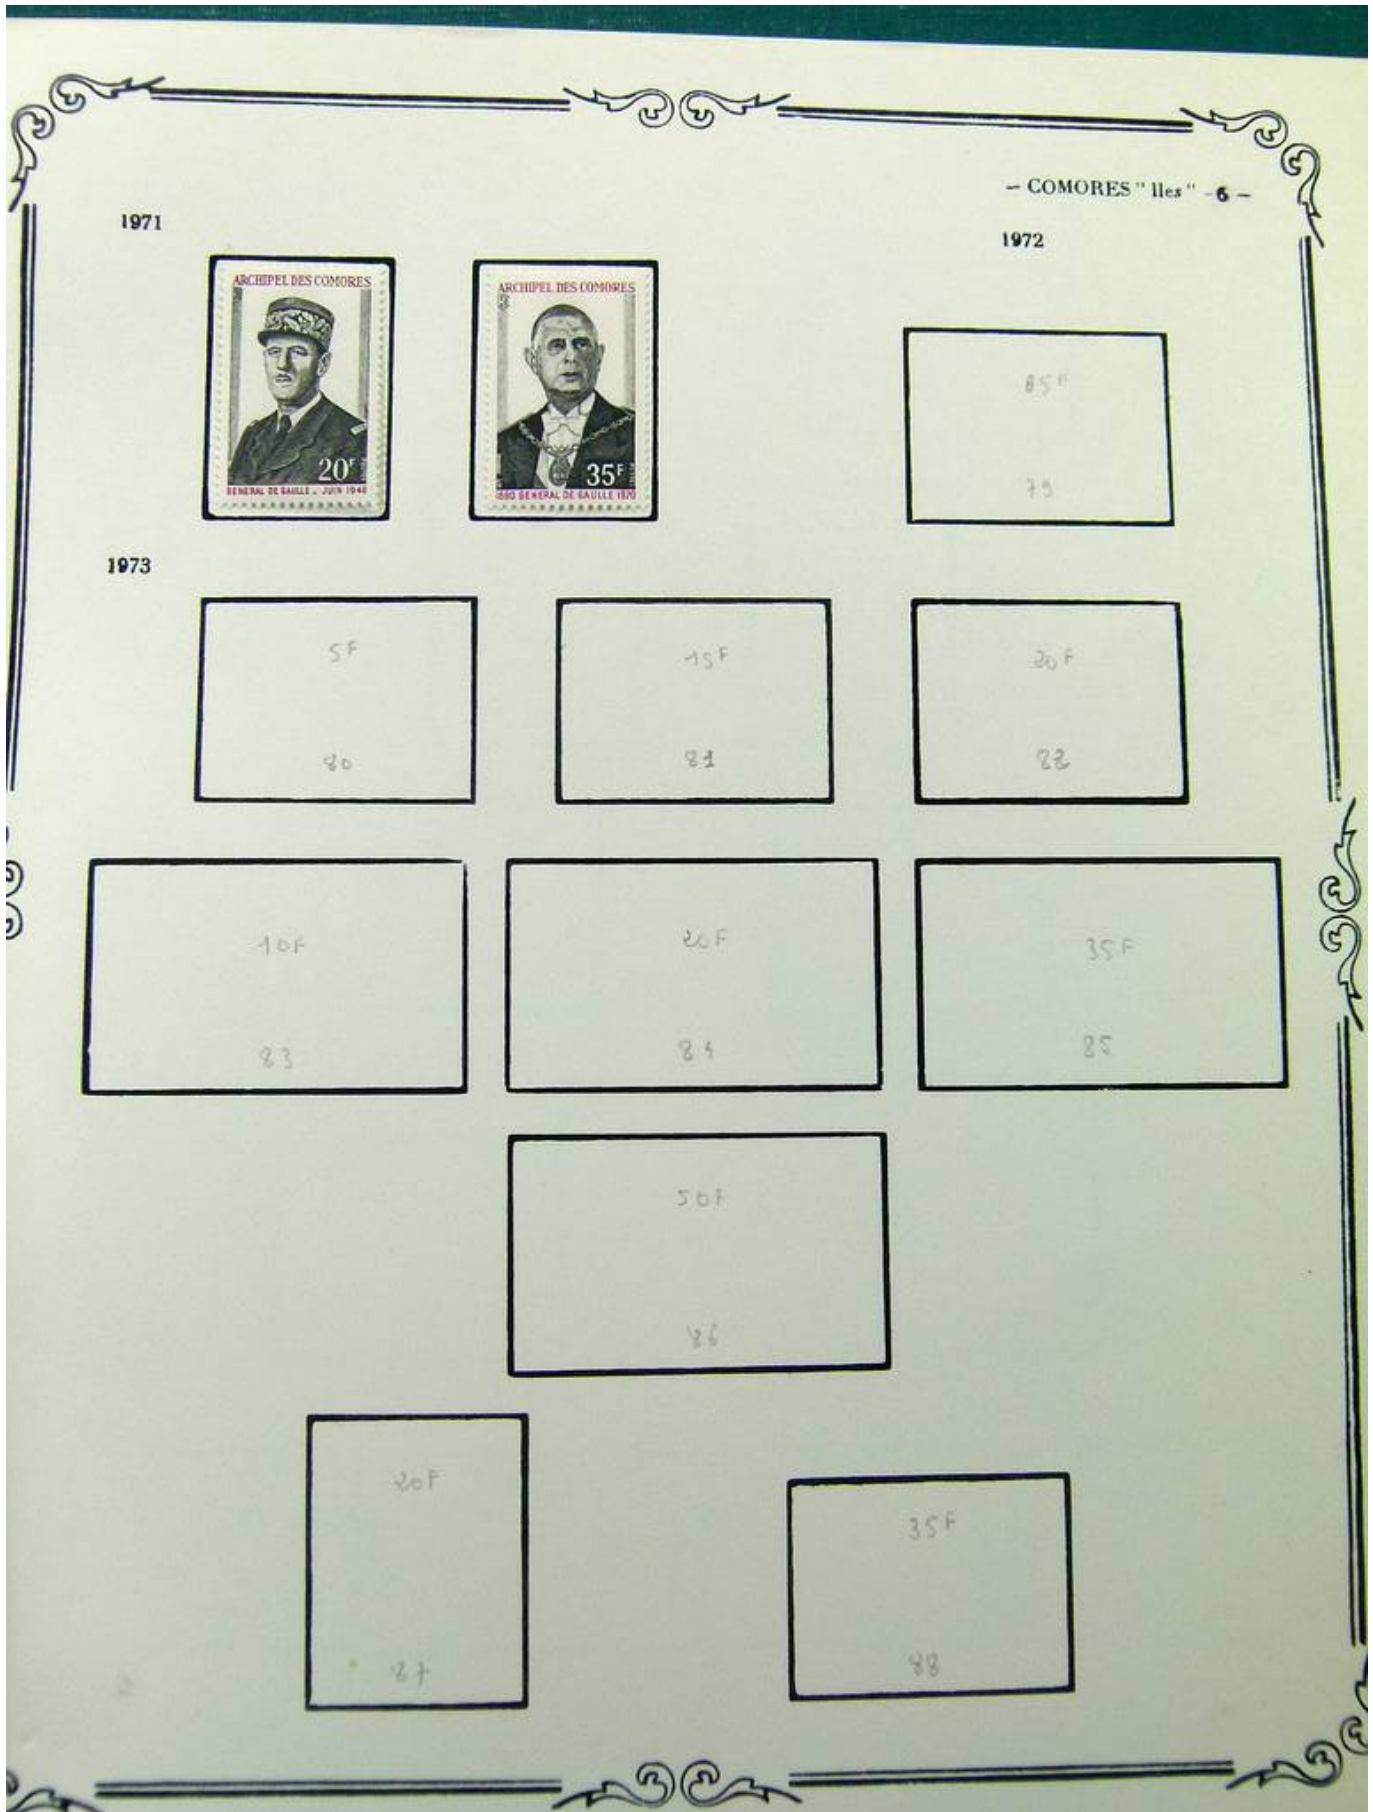 – COMORES " Iles " - 6 –
1971
1972
ARCHIPEL DES COMORES
20F
GENERAL DE GAULLE . JUIN 1940
ARCHIPEL DES COMORES
35F
1890 GENERAL DE GAULLE 1970
65F
79
1973
5F
80
15F
81
20F
82
10F
83
20F
84
35F
85
50F
86
20F
87
35F
88